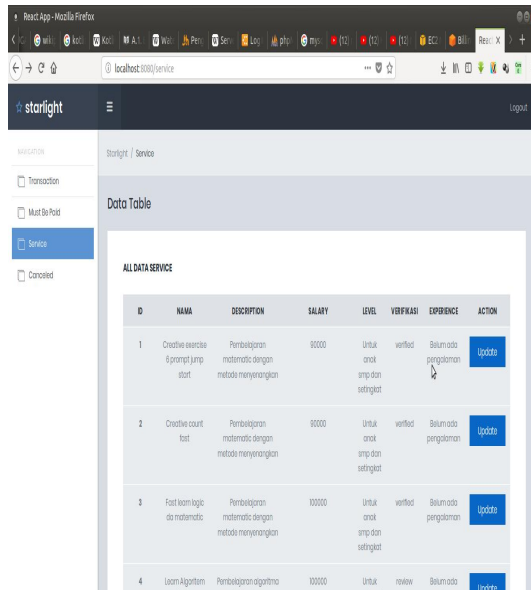 React App - Mozilla Firefox
React
localhost:8080/service
starlight
Logout
NAVIGATION
Starlight / Service
Transaction
Must Be Paid
Service
Canceled
Data Table
ALL DATA SERVICE
ID NAMA DESCRIPTION SALARY LEVEL VERIFIKASI EXPERIENCE ACTION
1 Creative exercise Pembelajaran 90000 Untuk verified Belum ada Update
6 prompt jump matematic dengan anak pengalaman
start metode menyenangkan smp dan
setingkat
2 Creative count Pembelajaran 90000 Untuk verified Belum ada Update
fast matematic dengan anak pengalaman
metode menyenangkan smp dan
setingkat
3 Fast learn logic Pembelajaran 100000 Untuk verified Belum ada Update
da matematic matematic dengan anak pengalaman
metode menyenangkan smp dan
setingkat
4 Learn Algoritem Pembelajaran algoritma 100000 Untuk review Belum ada Update